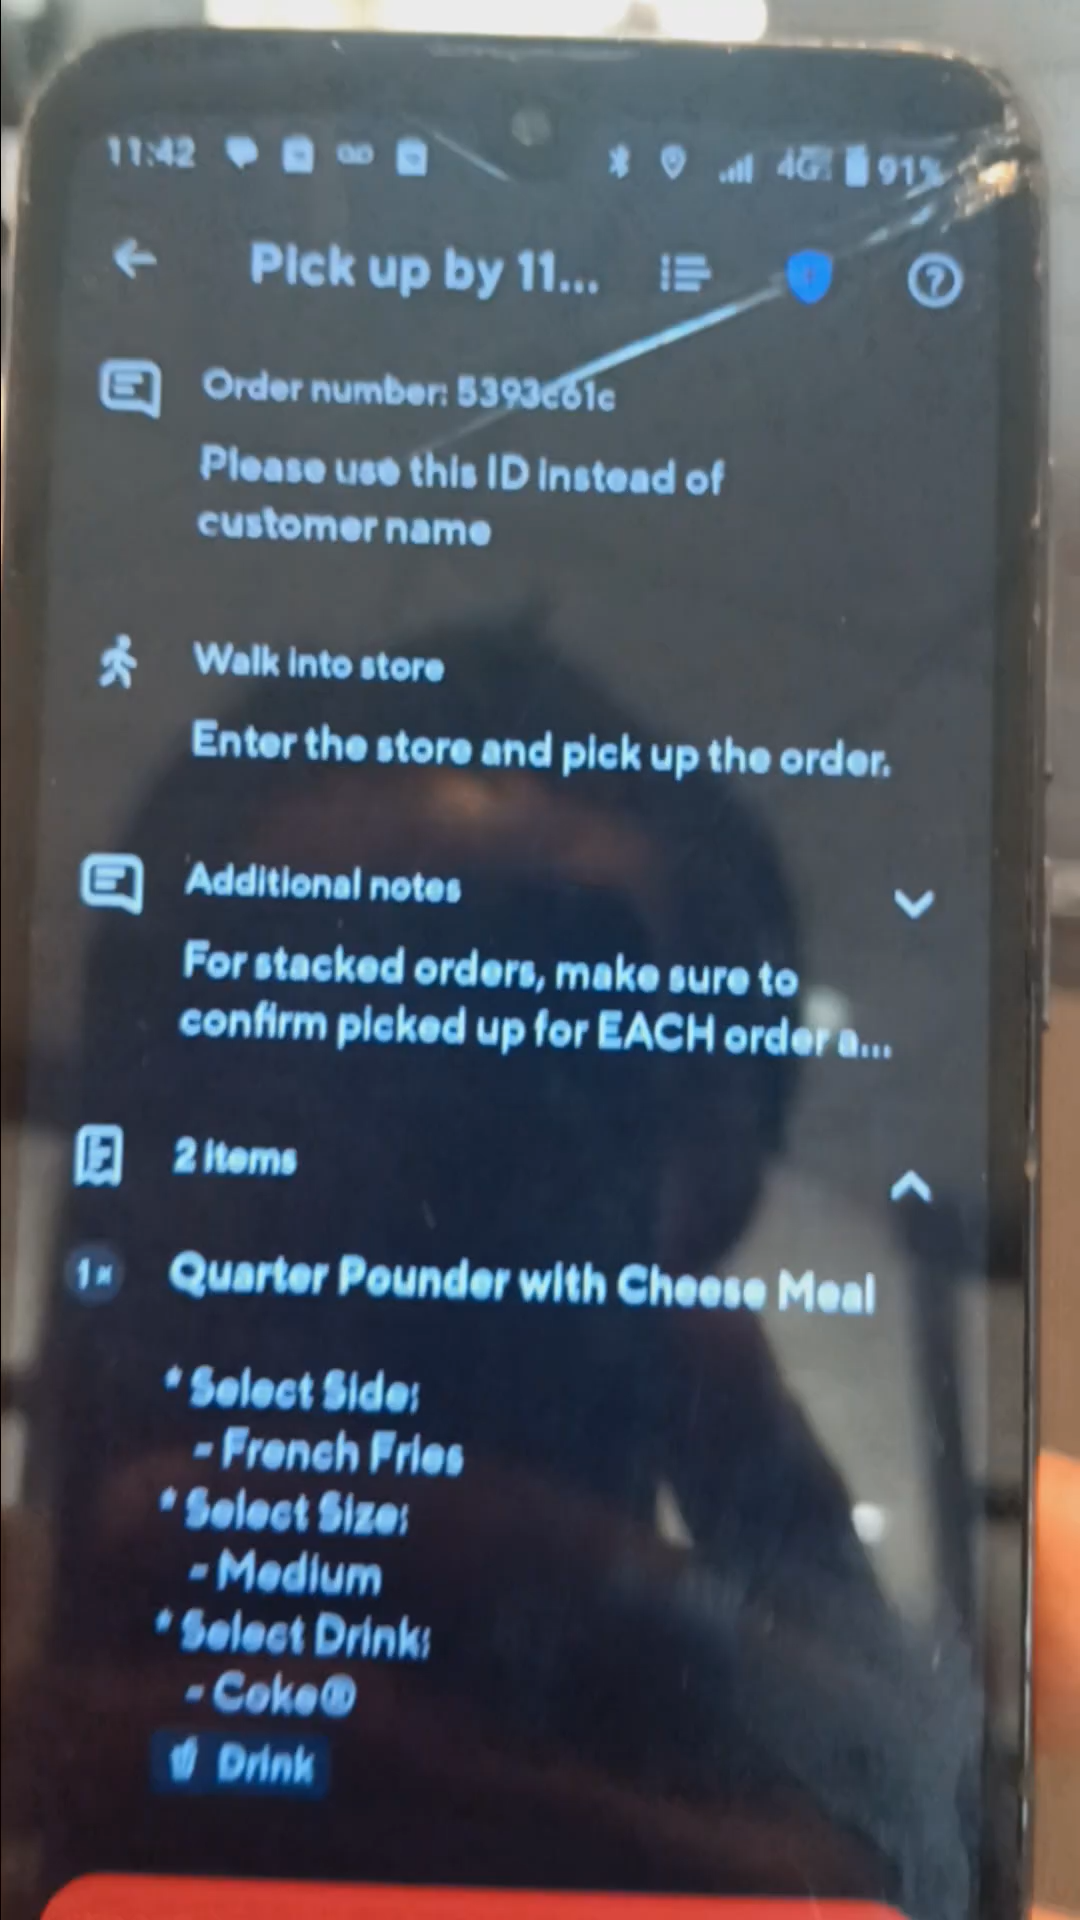 11:42 4G 91%
Pick up by 11...
Order number: 5393c61c
Please use this ID instead of
customer name
Walk into store
Enter the store and pick up the order.
Additional notes
For stacked orders, make sure to
confirm picked up for EACH order a...
2 items
1x Quarter Pounder with Cheese Meal
* Select Side:
- French Fries
* Select Size:
- Medium
* Select Drink:
- Coke®
Drink